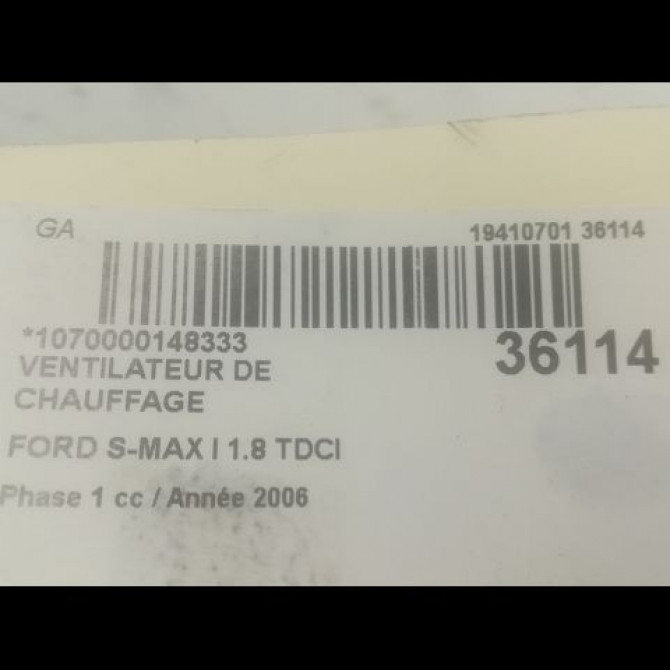 GA
19410701 36114
*1070000148333
36114
VENTILATEUR DE
CHAUFFAGE
FORD S-MAX I 1.8 TDCI
Phase 1 cc / Année 2006